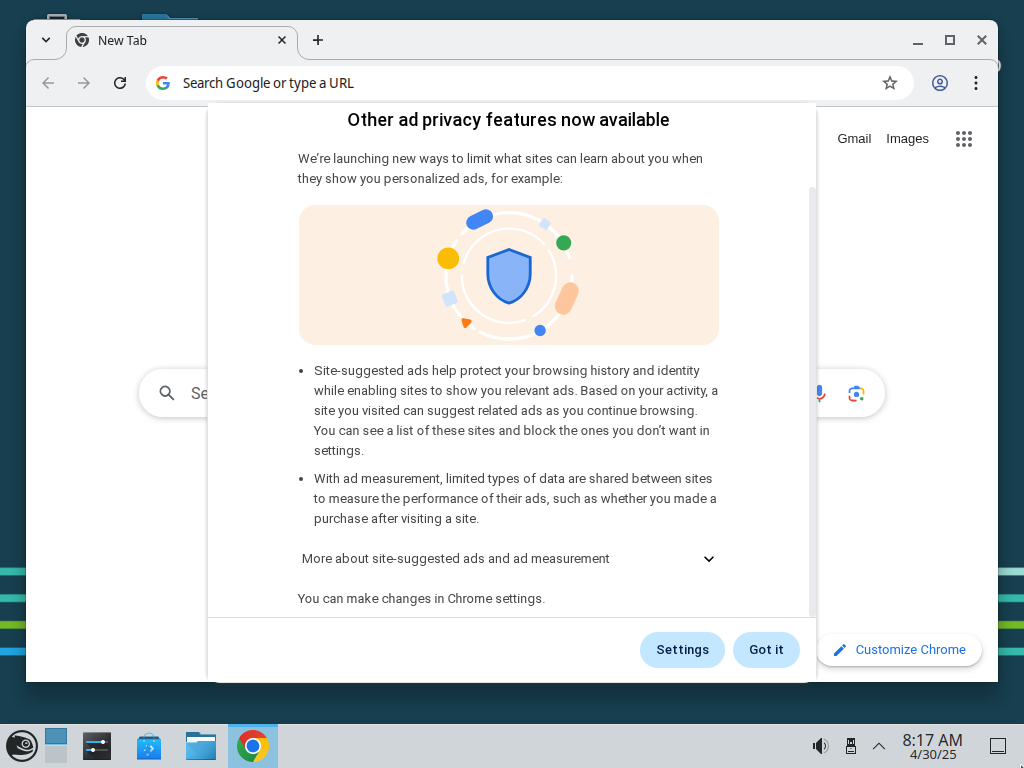 New Tab
Search Google or type a URL
Gmail Images
Other ad privacy features now available
We're launching new ways to limit what sites can learn about you when
they show you personalized ads, for example:
Se
• Site-suggested ads help protect your browsing history and identity
while enabling sites to show you relevant ads. Based on your activity, a
site you visited can suggest related ads as you continue browsing.
You can see a list of these sites and block the ones you don't want in
settings.
• With ad measurement, limited types of data are shared between sites
to measure the performance of their ads, such as whether you made a
purchase after visiting a site.
More about site-suggested ads and ad measurement
You can make changes in Chrome settings.
Settings Got it
Customize Chrome
8:17 AM
4/30/25